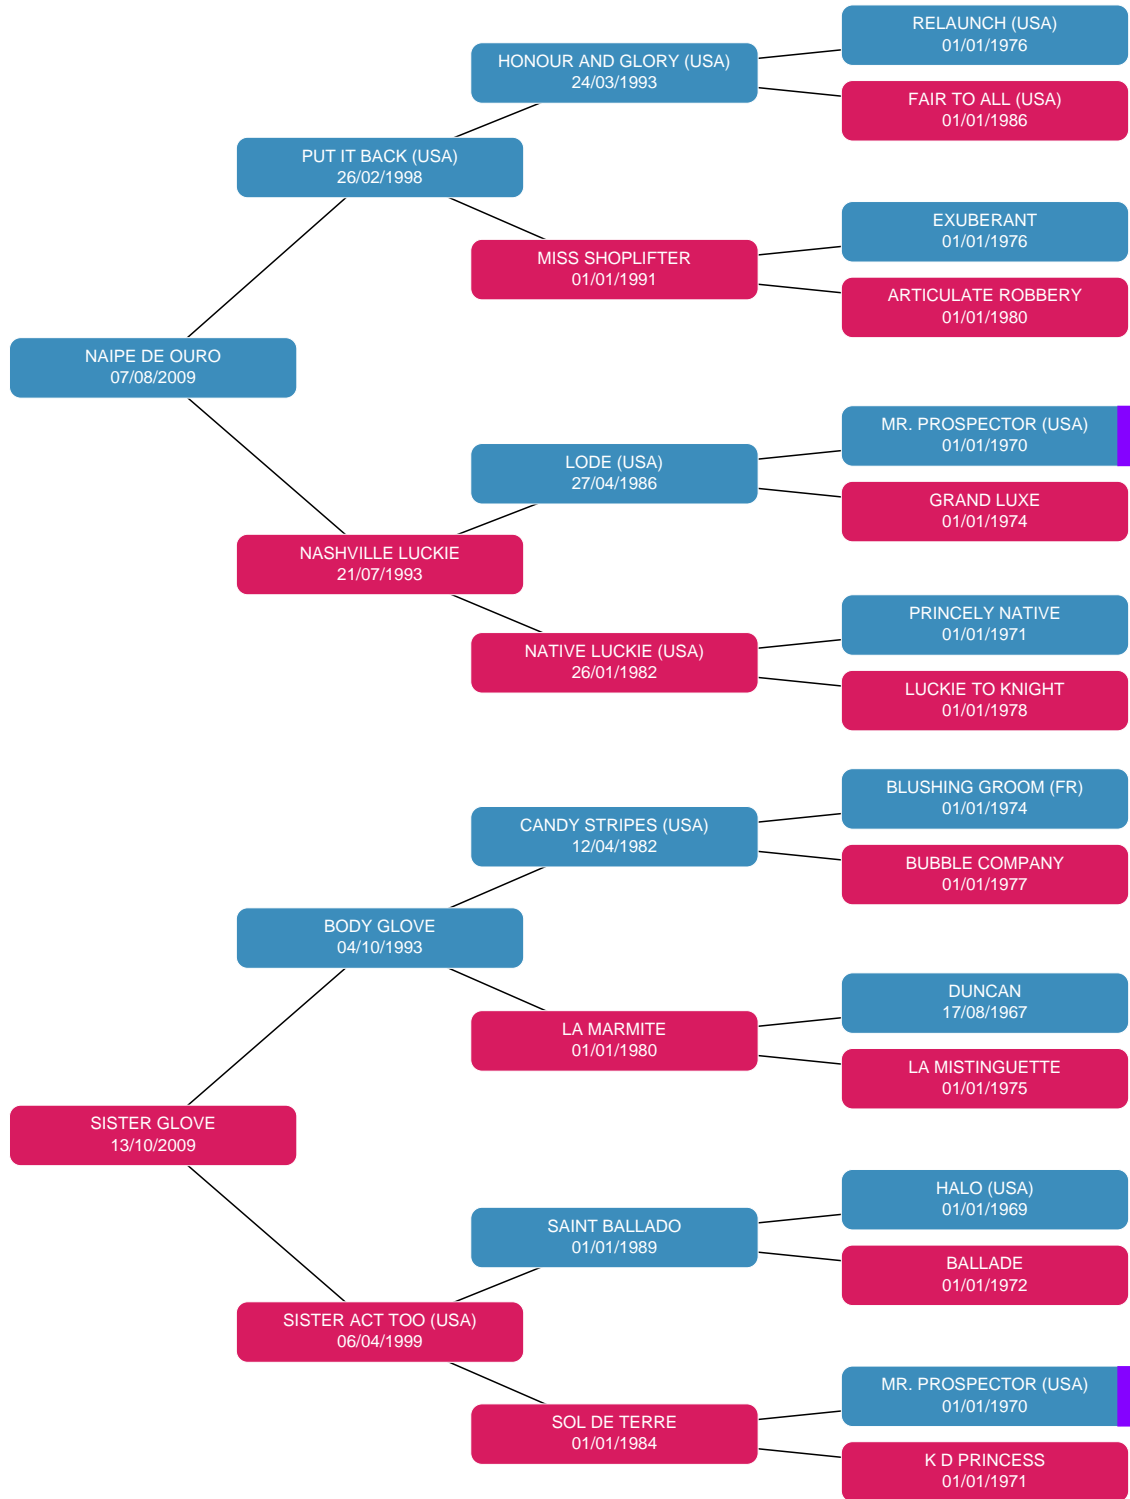 RELAUNCH (USA)
01/01/1976
HONOUR AND GLORY (USA)
24/03/1993
FAIR TO ALL (USA)
01/01/1986
PUT IT BACK (USA)
26/02/1998
EXUBERANT
01/01/1976
MISS SHOPLIFTER
01/01/1991
ARTICULATE ROBBERY
01/01/1980
NAIPE DE OURO
07/08/2009
MR. PROSPECTOR (USA)
01/01/1970
LODE (USA)
27/04/1986
GRAND LUXE
01/01/1974
NASHVILLE LUCKIE
21/07/1993
PRINCELY NATIVE
01/01/1971
NATIVE LUCKIE (USA)
26/01/1982
LUCKIE TO KNIGHT
01/01/1978
BLUSHING GROOM (FR)
01/01/1974
CANDY STRIPES (USA)
12/04/1982
BUBBLE COMPANY
01/01/1977
BODY GLOVE
04/10/1993
DUNCAN
17/08/1967
LA MARMITE
01/01/1980
LA MISTINGUETTE
01/01/1975
SISTER GLOVE
13/10/2009
HALO (USA)
01/01/1969
SAINT BALLADO
01/01/1989
BALLADE
01/01/1972
SISTER ACT TOO (USA)
06/04/1999
MR. PROSPECTOR (USA)
01/01/1970
SOL DE TERRE
01/01/1984
K D PRINCESS
01/01/1971